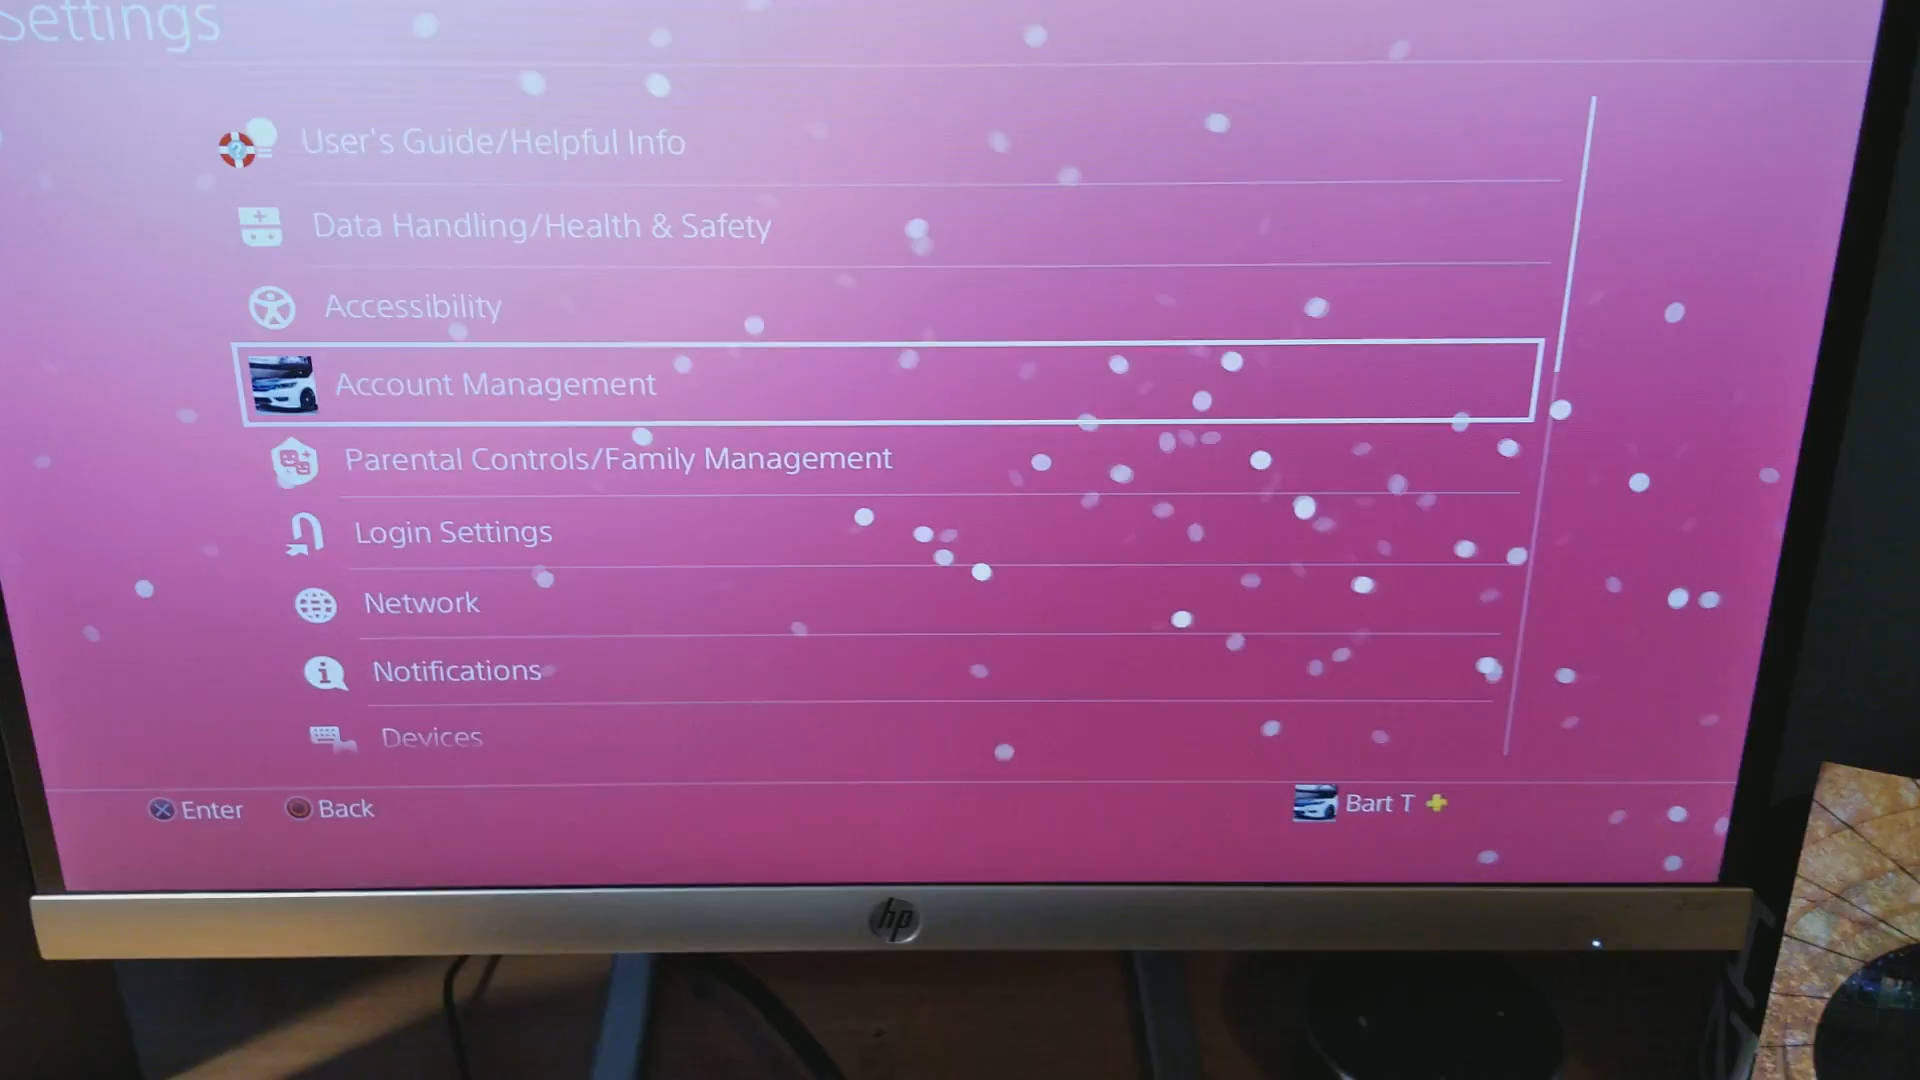 Settings
User's Guide/Helpful Info
Data Handling/Health & Safety
Accessibility
Account Management
Parental Controls/Family Management
Login Settings
Network
Notifications
Devices
Enter Back
Bart T
hp